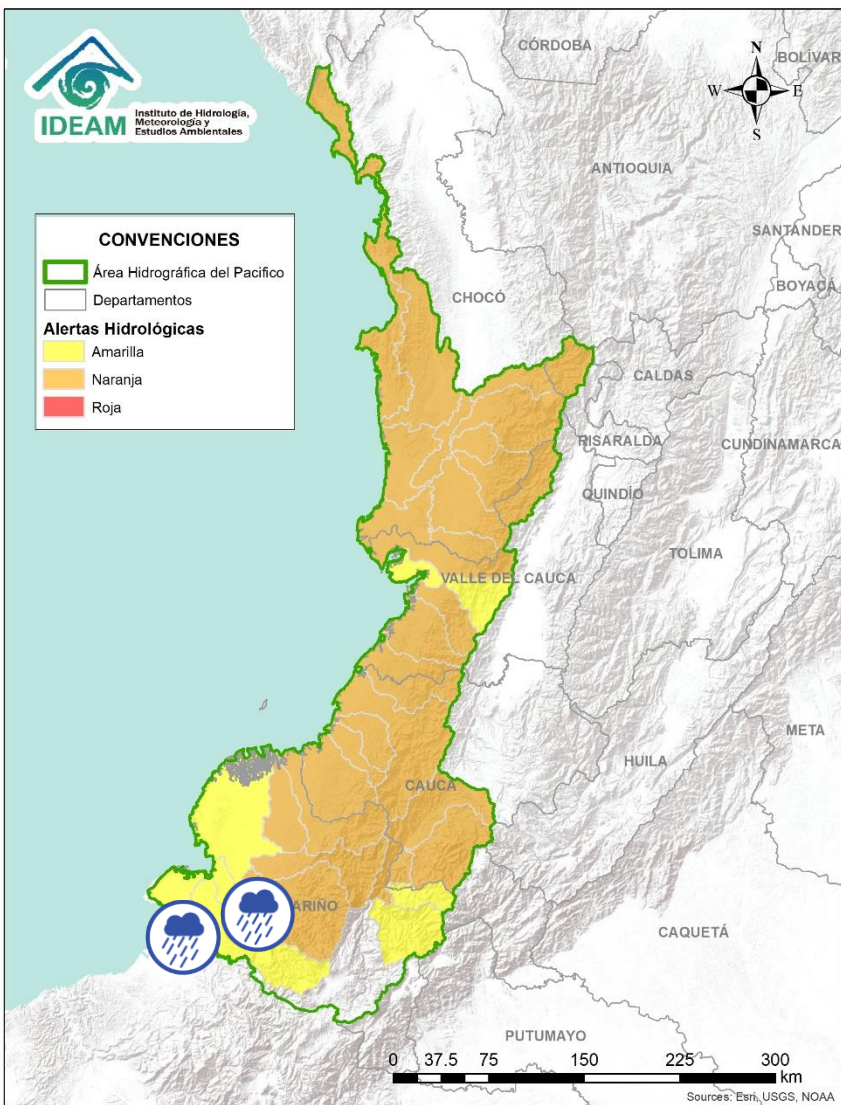 IDEAM
Instituto de Hidrología,
Meteorología y
Estudios Ambientales
CÓRDOBA
BOLÍVAR
N
W
E
S
ANTIOQUIA
SANTANDER
BOYACÁ
CONVENCIONES
Área Hidrográfica del Pacifico
Departamentos
Alertas Hidrológicas
Amarilla
Naranja
Roja
CHOCÓ
CALDAS
RISARALDA
CUNDINAMARCA
QUINDÍO
TOLIMA
VALLE DEL CAUCA
META
HUILA
CAUCA
ARIÑO
CAQUETÁ
PUTUMAYO
0 37.5 75 150 225 300
km
Sources: Esri, USGS, NOAA